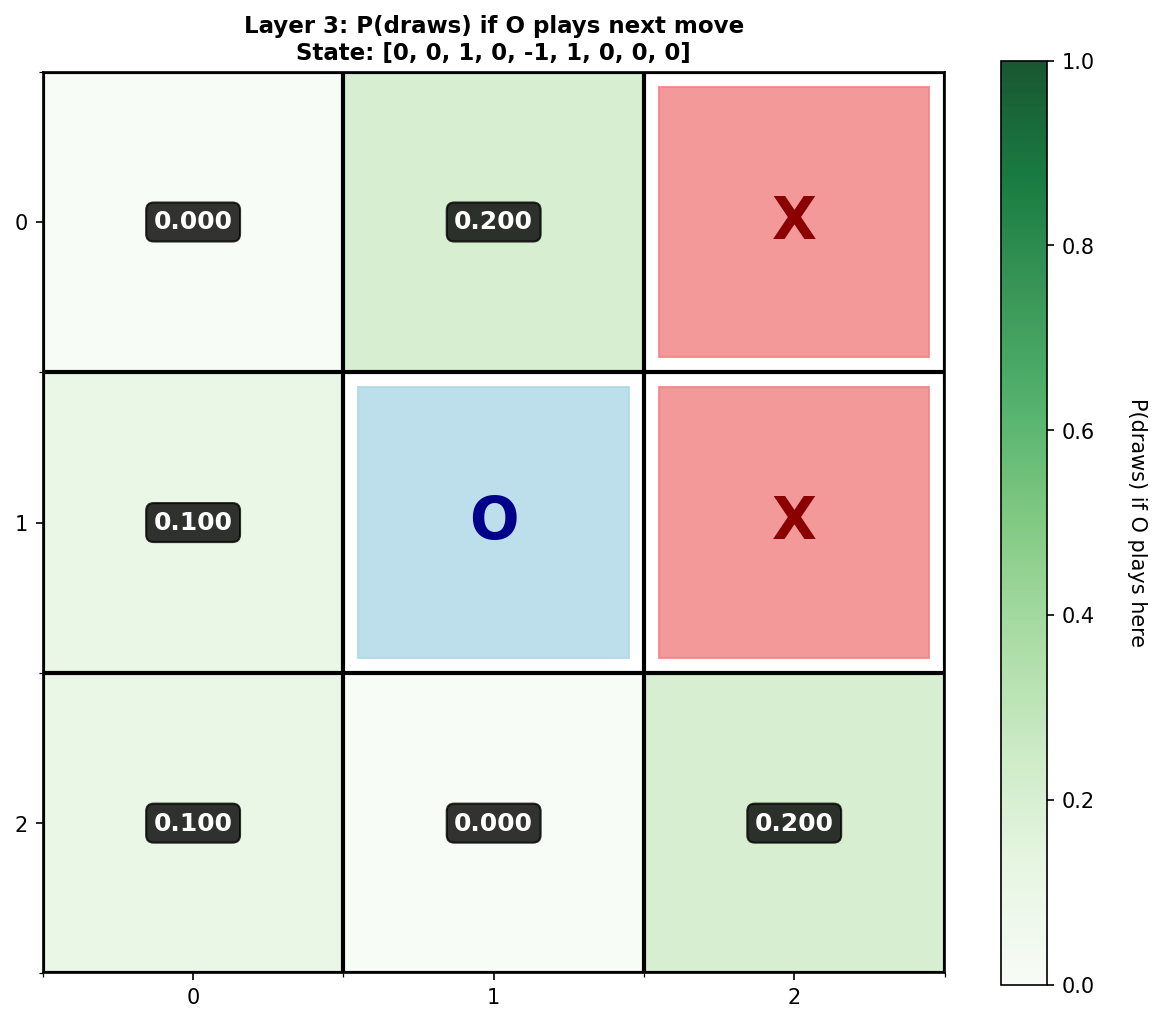 Layer 3: P(draws) if O plays next move
State: [0, 0, 1, 0, -1, 1, 0, 0, 0]
0.000 0.200 X
0
0.100 O X
1
0.100 0.000 0.200
2
0 1 2
1.0
0.8
0.6
0.4
0.2
0.0
P(draws) if O plays here